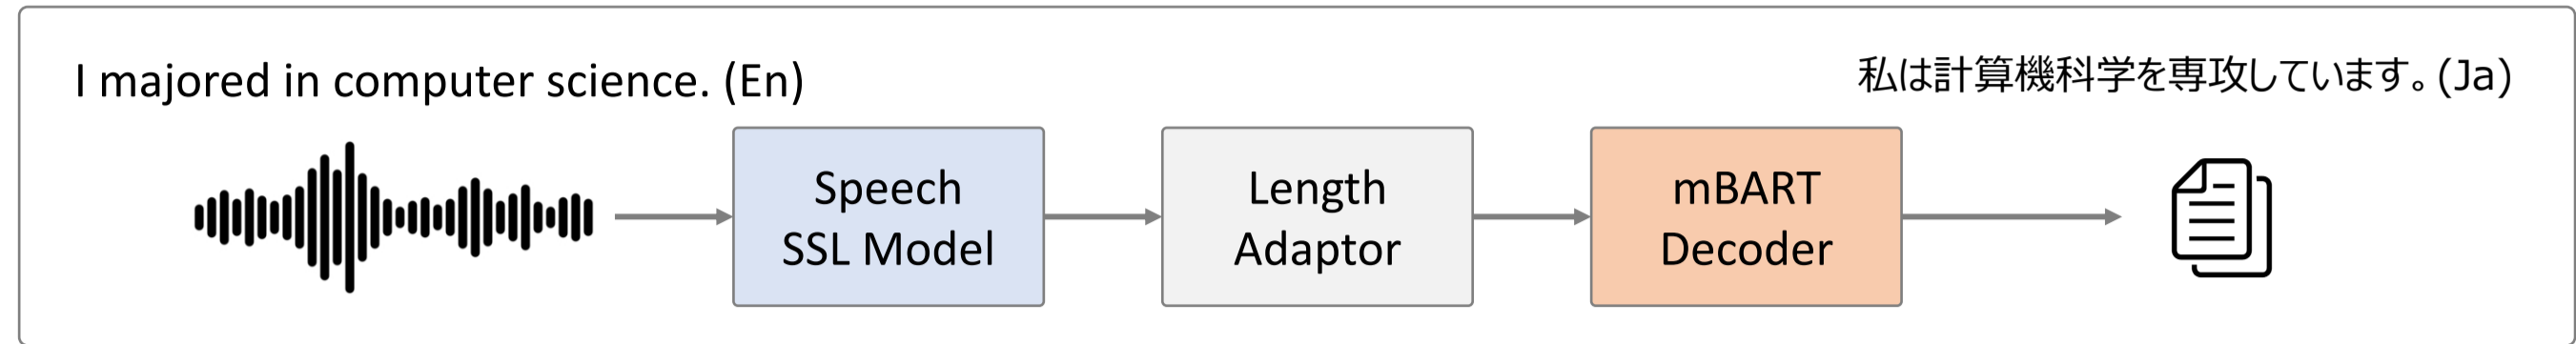 I majored in computer science. (En)
私は計算機科学を専攻しています。(Ja)
Speech
SSL Model
Length
Adaptor
mBART
Decoder